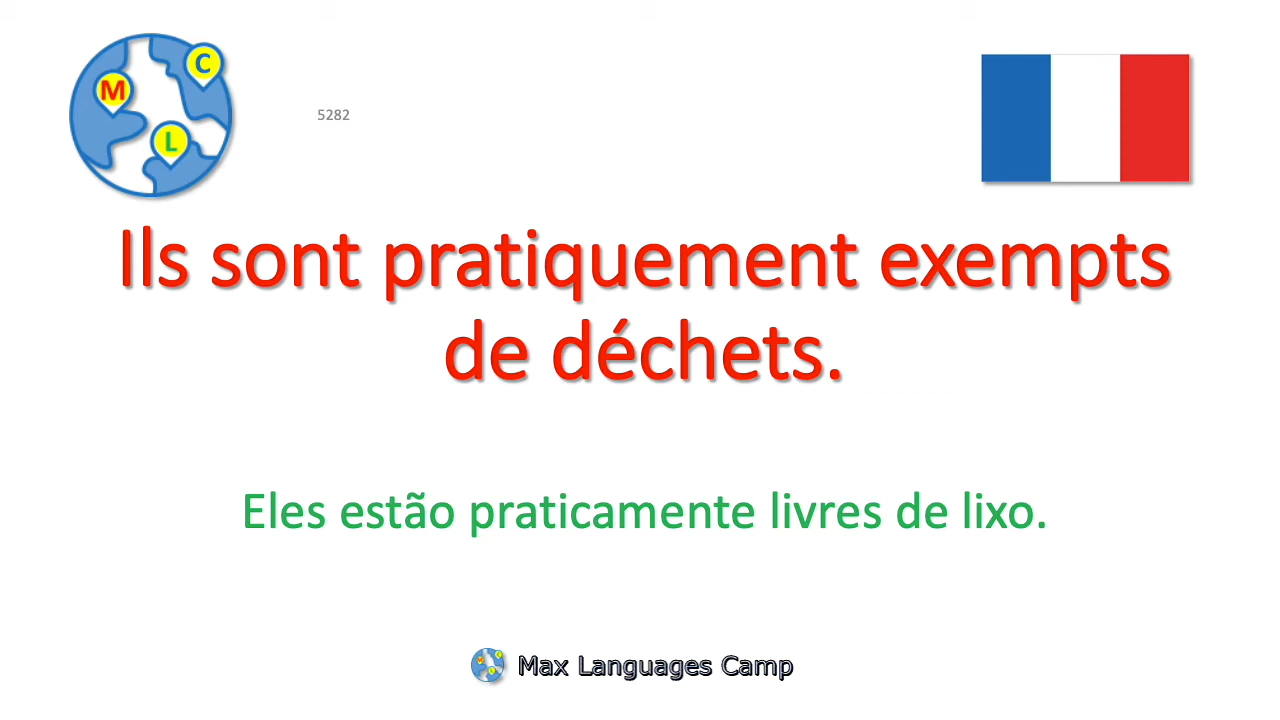 C
M
L
5282
Ils sont pratiquement exempts
de déchets.
Eles estão praticamente livres de lixo.
Max Languages Camp